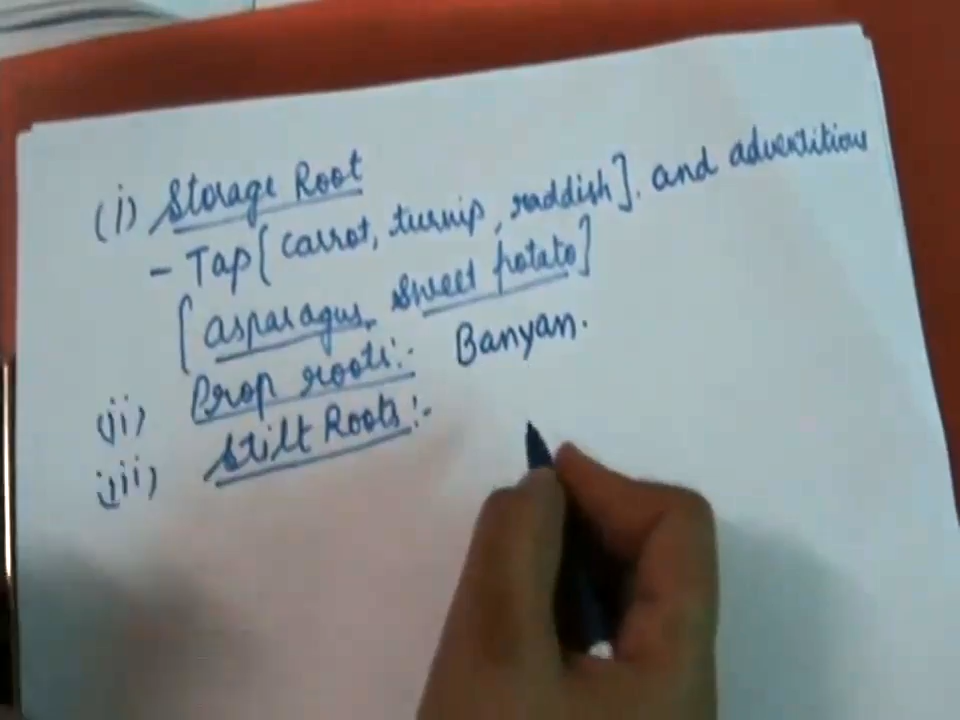 (i) Storage Root
- Tap [carrot, turnip, raddish]. and adventitious
[asparagus, sweet potato]
(ii) Prop roots:- Banyan.
(iii) Stilt Roots:-